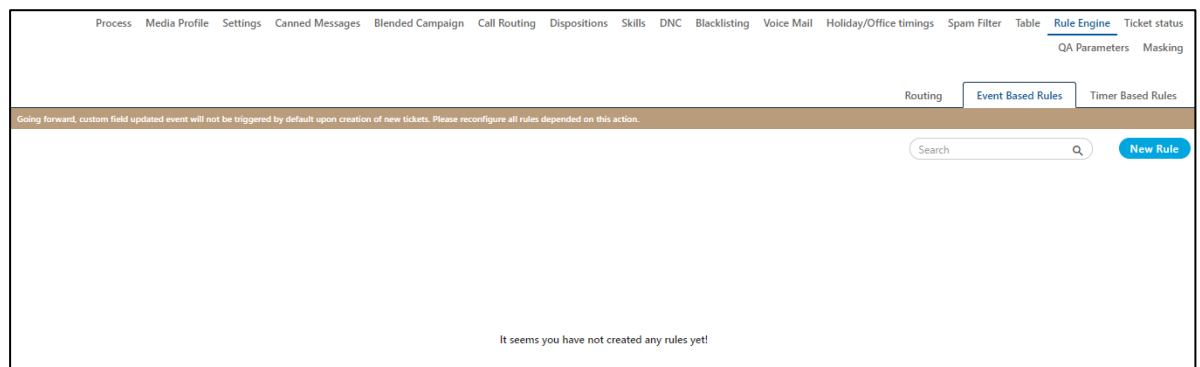 Process Media Profile Settings Canned Messages Blended Campaign Call Routing Dispositions Skills DNC Blacklisting Voice Mail Holiday/Office timings Spam Filter Table Rule Engine Ticket status
QA Parameters Masking
Routing Event Based Rules Timer Based Rules
Going forward, custom field updated event will not be triggered by default upon creation of new tickets. Please reconfigure all rules depended on this action.
Search New Rule
It seems you have not created any rules yet!